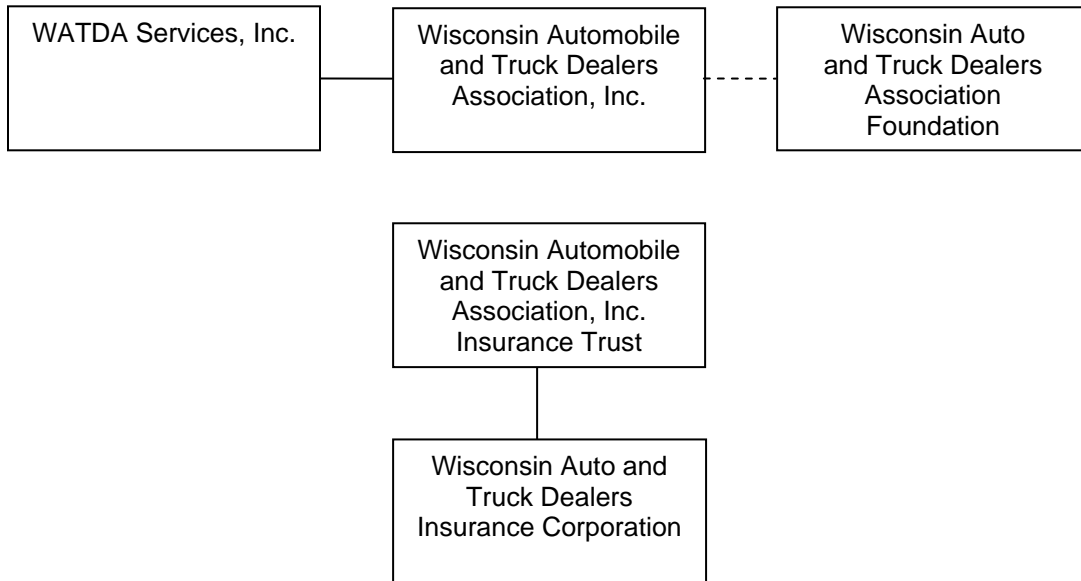 WATDA Services, Inc.
Wisconsin Automobile
and Truck Dealers
Association, Inc.
Wisconsin Auto
and Truck Dealers
Association
Foundation
Wisconsin Automobile
and Truck Dealers
Association, Inc.
Insurance Trust
Wisconsin Auto and
Truck Dealers
Insurance Corporation